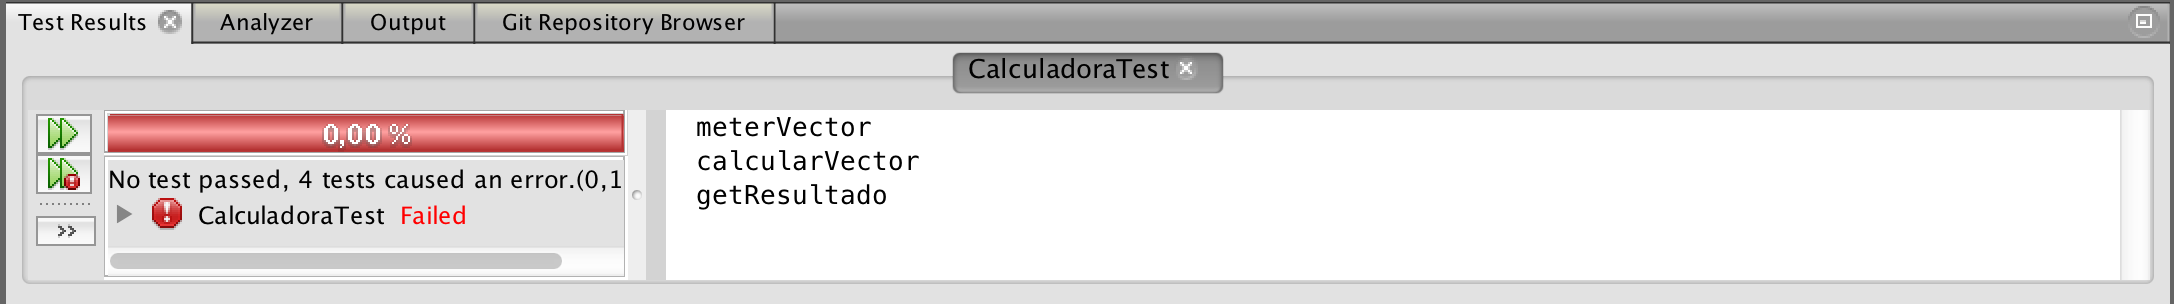 Test Results
Analyzer
Output
Git Repository Browser
CalculadoraTest
0,00 %
No test passed, 4 tests caused an error.(0,1
CalculadoraTest Failed
>>
meterVector
calcularVector
getResultado